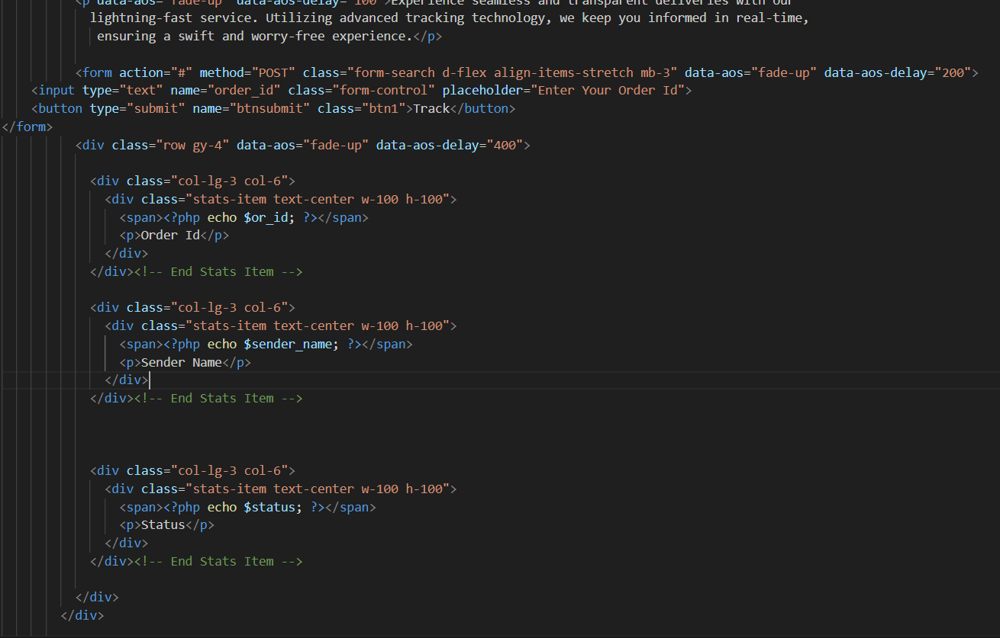 <p data-aos="fade-up" data-aos-delay="100">Experience seamless and transparent deliveries with our
lightning-fast service. Utilizing advanced tracking technology, we keep you informed in real-time,
ensuring a swift and worry-free experience.</p>
<form action="#" method="POST" class="form-search d-flex align-items-stretch mb-3" data-aos="fade-up" data-aos-delay="200">
<input type="text" name="order_id" class="form-control" placeholder="Enter Your Order Id">
<button type="submit" name="btnsubmit" class="btn1">Track</button>
</form>
<div class="row gy-4" data-aos="fade-up" data-aos-delay="400">
<div class="col-lg-3 col-6">
<div class="stats-item text-center w-100 h-100">
<span><?php echo $or_id; ?></span>
<p>Order Id</p>
</div>
</div><!-- End Stats Item -->
<div class="col-lg-3 col-6">
<div class="stats-item text-center w-100 h-100">
<span><?php echo $sender_name; ?></span>
<p>Sender Name</p>
</div>
</div><!-- End Stats Item -->
<div class="col-lg-3 col-6">
<div class="stats-item text-center w-100 h-100">
<span><?php echo $status; ?></span>
<p>Status</p>
</div>
</div><!-- End Stats Item -->
</div>
</div>